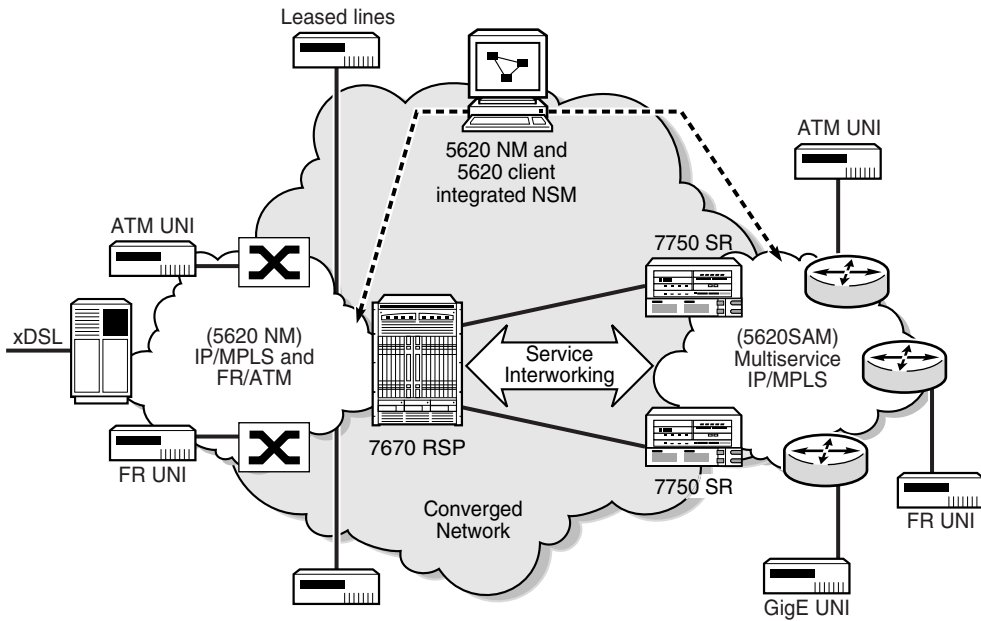 Leased lines
5620 NM and
5620 client
integrated NSM
ATM UNI
ATM UNI
7750 SR
xDSL
(5620 NM)
IP/MPLS and
FR/ATM
Service
Interworking
(5620SAM)
Multiservice
IP/MPLS
FR UNI
7670 RSP
7750 SR
Converged
Network
FR UNI
GigE UNI